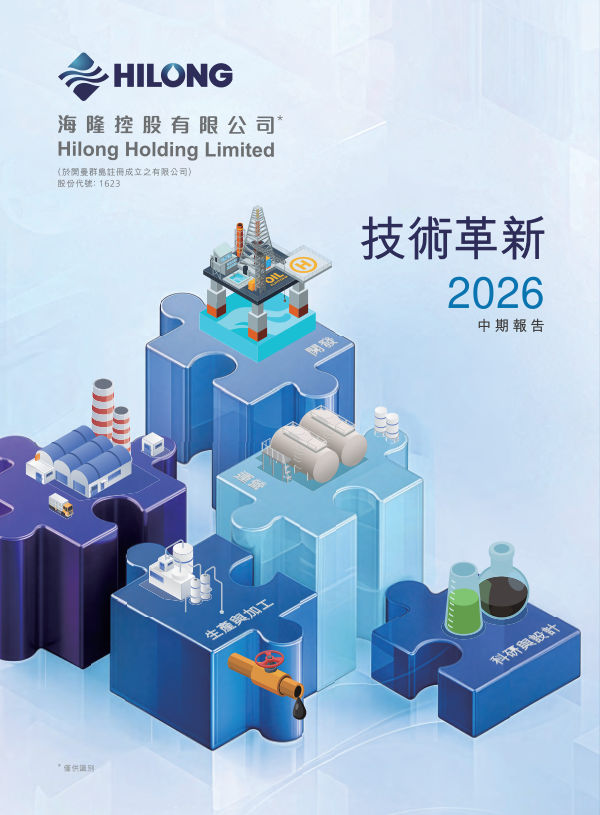 HILONG
海隆控股有限公司*
Hilong Holding Limited
(於開曼群島註冊成立之有限公司)
股份代號: 1623
技術革新
2026
中期報告
OIL
H
開發
運營
生產與加工
科研與設計
* 僅供識別